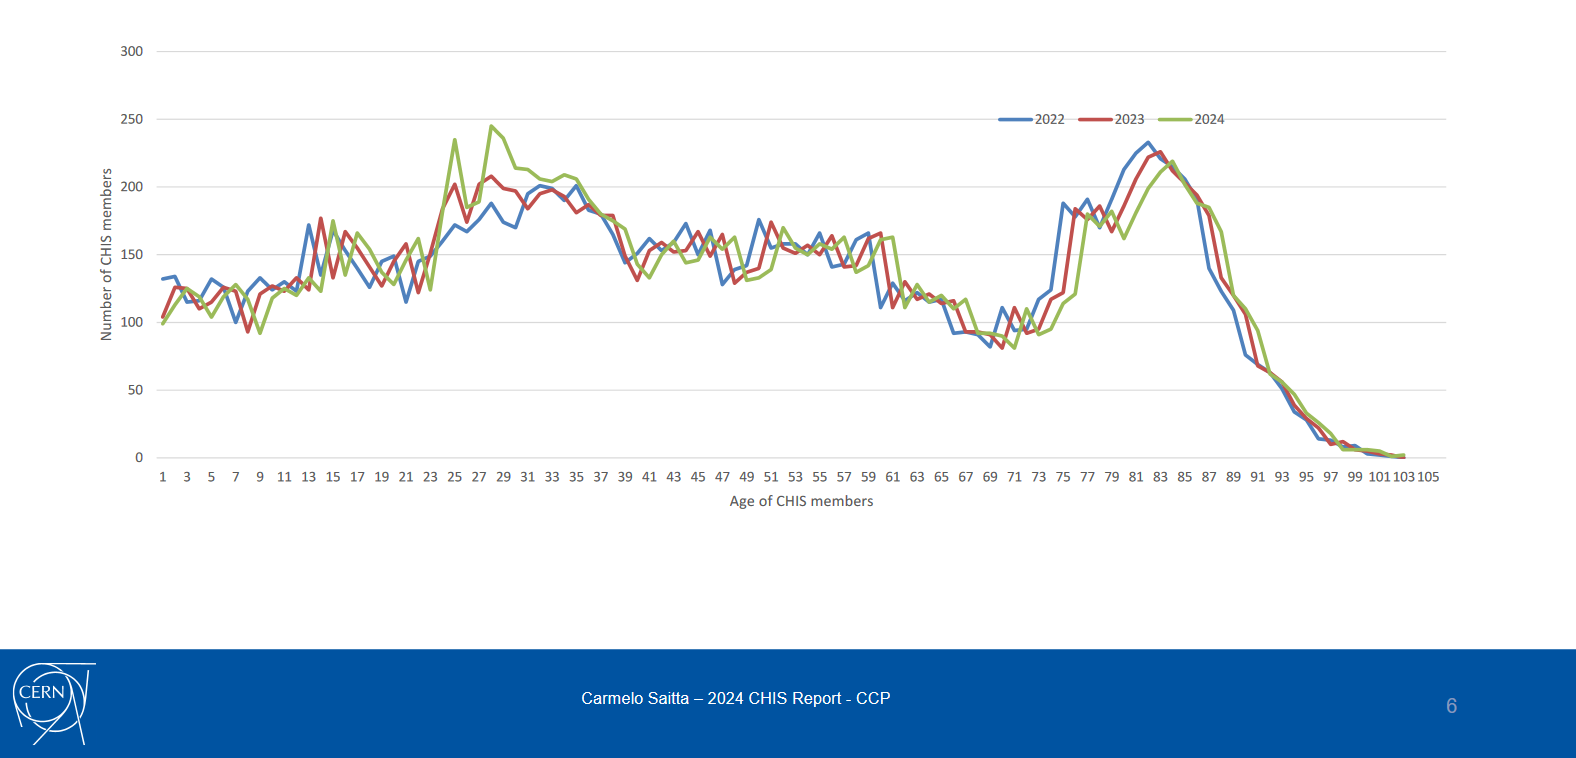 300
250
2022 2023 2024
200
150
100
50
0
Number of CHIS members
1 3 5 7 9 11 13 15 17 19 21 23 25 27 29 31 33 35 37 39 41 43 45 47 49 51 53 55 57 59 61 63 65 67 69 71 73 75 77 79 81 83 85 87 89 91 93 95 97 99 101 103 105
Age of CHIS members
CERN
Carmelo Saitta – 2024 CHIS Report - CCP
6